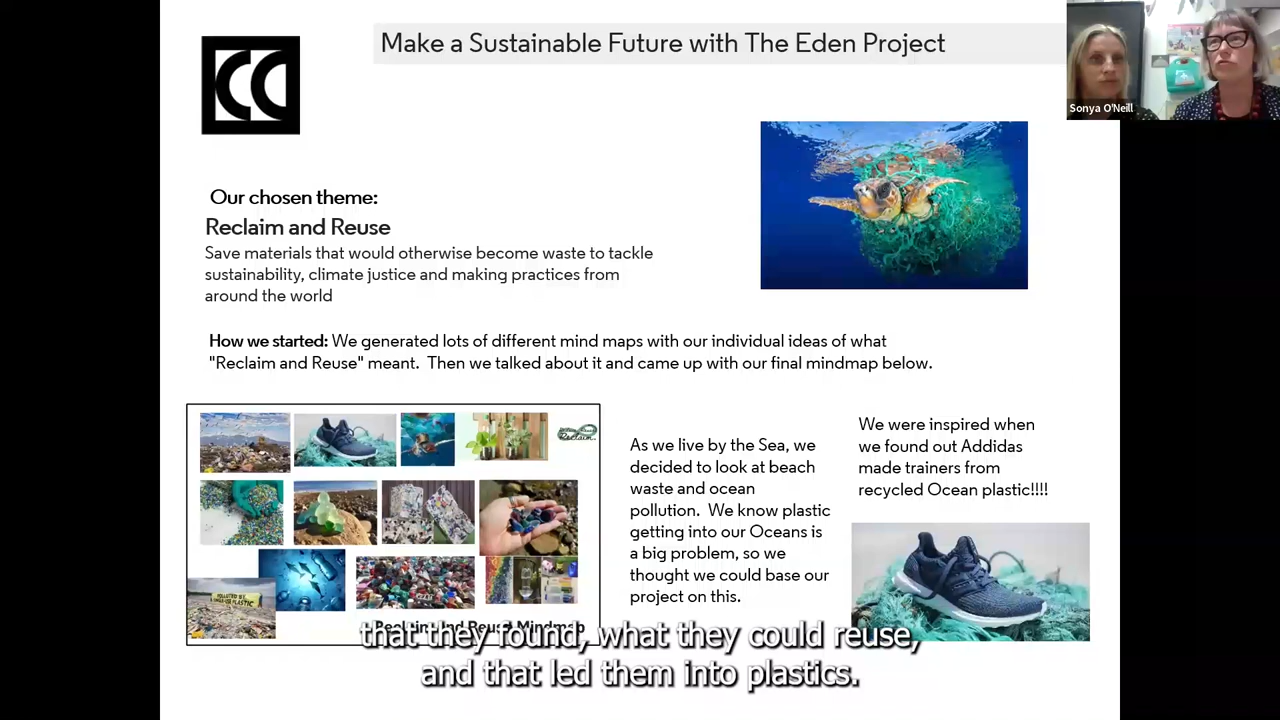 Make a Sustainable Future with The Eden Project
Sonya O'Neill
Our chosen theme:
Reclaim and Reuse
Save materials that would otherwise become waste to tackle
sustainability, climate justice and making practices from
around the world
How we started: We generated lots of different mind maps with our individual ideas of what
"Reclaim and Reuse" meant. Then we talked about it and came up with our final mindmap below.
As we live by the Sea, we
decided to look at beach
waste and ocean
pollution. We know plastic
getting into our Oceans is
a big problem, so we
thought we could base our
project on this.
We were inspired when
we found out Addidas
made trainers from
recycled Ocean plastic!!!!
Reclaim and Reuse Mindmap
that they found, what they could reuse,
and that led them into plastics.